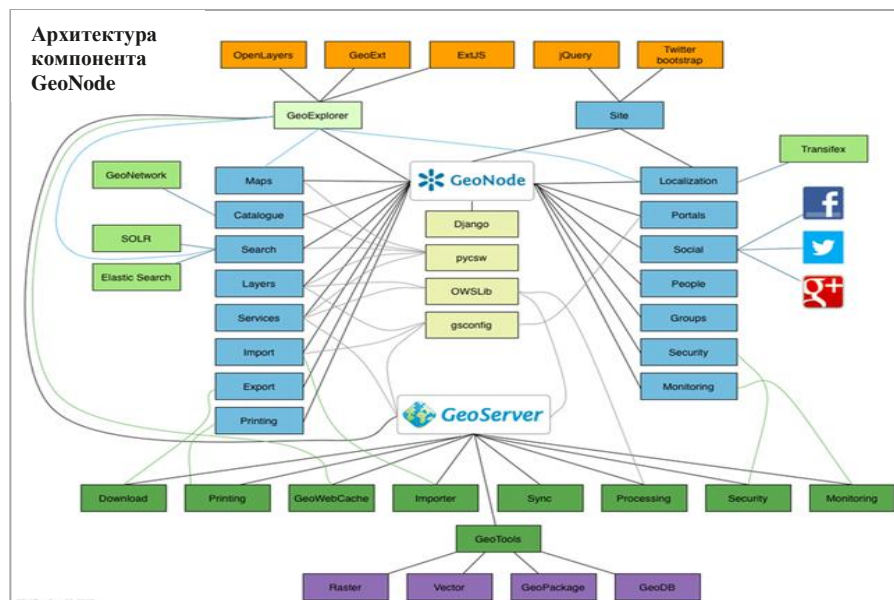 Архитектура
компонента
GeoNode
OpenLayers
GeoExt
ExtJS
jQuery
Twitter
bootstrap
GeoExplorer
Site
Transifex
GeoNetwork
SOLR
Elastic Search
Maps
Catalogue
Search
Layers
Services
Import
Export
Printing
GeoNode
Django
pycsw
OWSLib
gsconfig
Localization
Portals
Social
People
Groups
Security
Monitoring
f
g+
GeoServer
Download
Printing
GeoWebCache
Importer
Sync
Processing
Security
Monitoring
GeoTools
Raster
Vector
GeoPackage
GeoDB